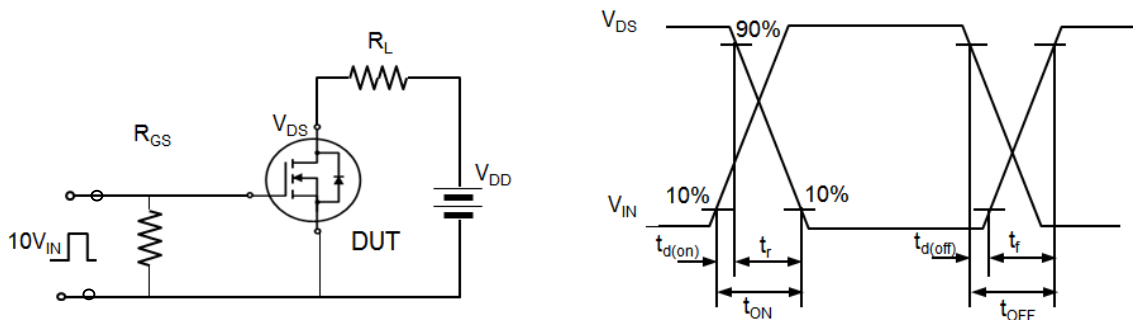 R_L
R_GS
V_DS
V_DD
10V_IN
DUT
V_DS
90%
V_IN
10%
10%
t_d(on)
t_r
t_d(off)
t_f
t_ON
t_OFF